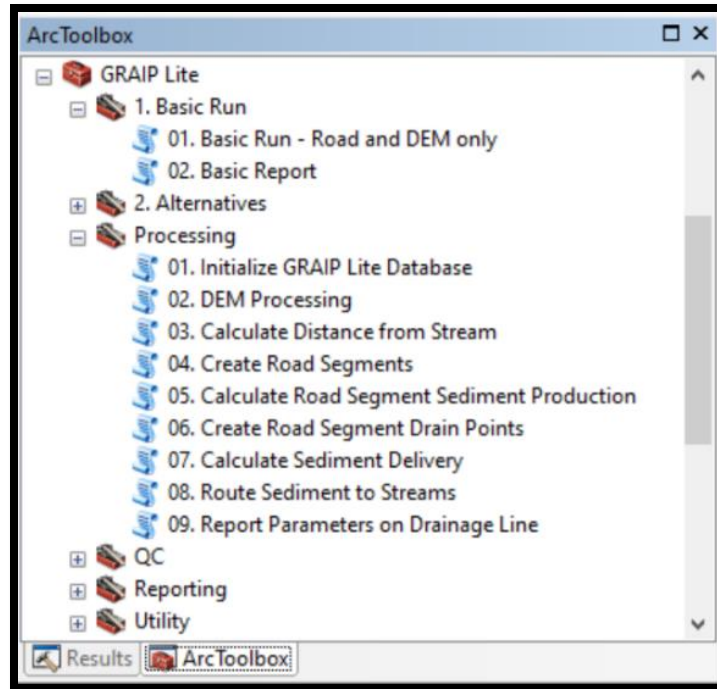 ArcToolbox
GRAIP Lite
1. Basic Run
01. Basic Run - Road and DEM only
02. Basic Report
2. Alternatives
Processing
01. Initialize GRAIP Lite Database
02. DEM Processing
03. Calculate Distance from Stream
04. Create Road Segments
05. Calculate Road Segment Sediment Production
06. Create Road Segment Drain Points
07. Calculate Sediment Delivery
08. Route Sediment to Streams
09. Report Parameters on Drainage Line
QC
Reporting
Utility
Results ArcToolbox